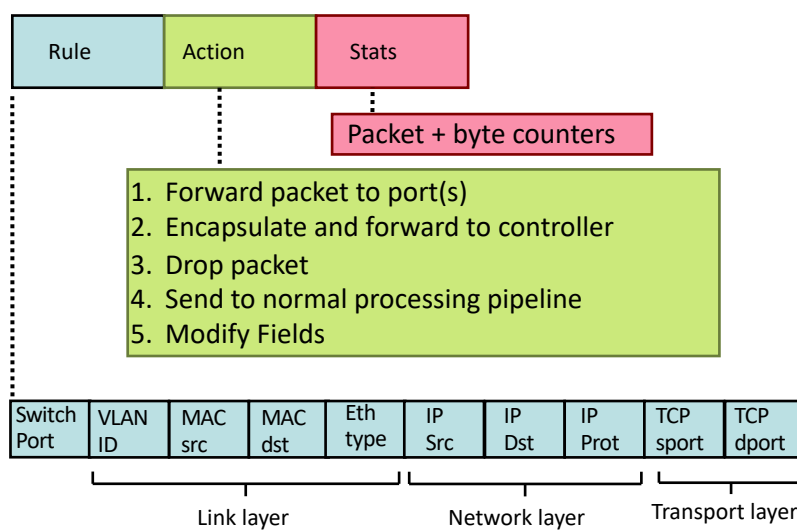 Rule Action Stats
Packet + byte counters
1. Forward packet to port(s)
2. Encapsulate and forward to controller
3. Drop packet
4. Send to normal processing pipeline
5. Modify Fields
Switch Port
VLAN ID
MAC src
MAC dst
Eth type
IP Src
IP Dst
IP Prot
TCP sport
TCP dport
Link layer
Network layer
Transport layer